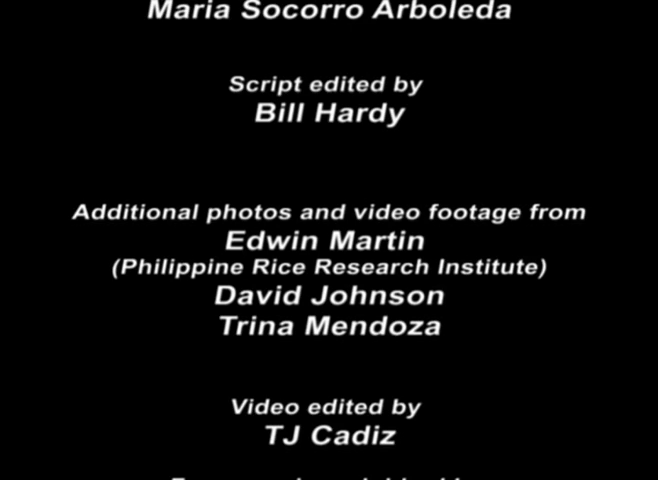 Maria Socorro Arboleda
Script edited by
Bill Hardy
Additional photos and video footage from
Edwin Martin
(Philippine Rice Research Institute)
David Johnson
Trina Mendoza
Video edited by
TJ Cadiz